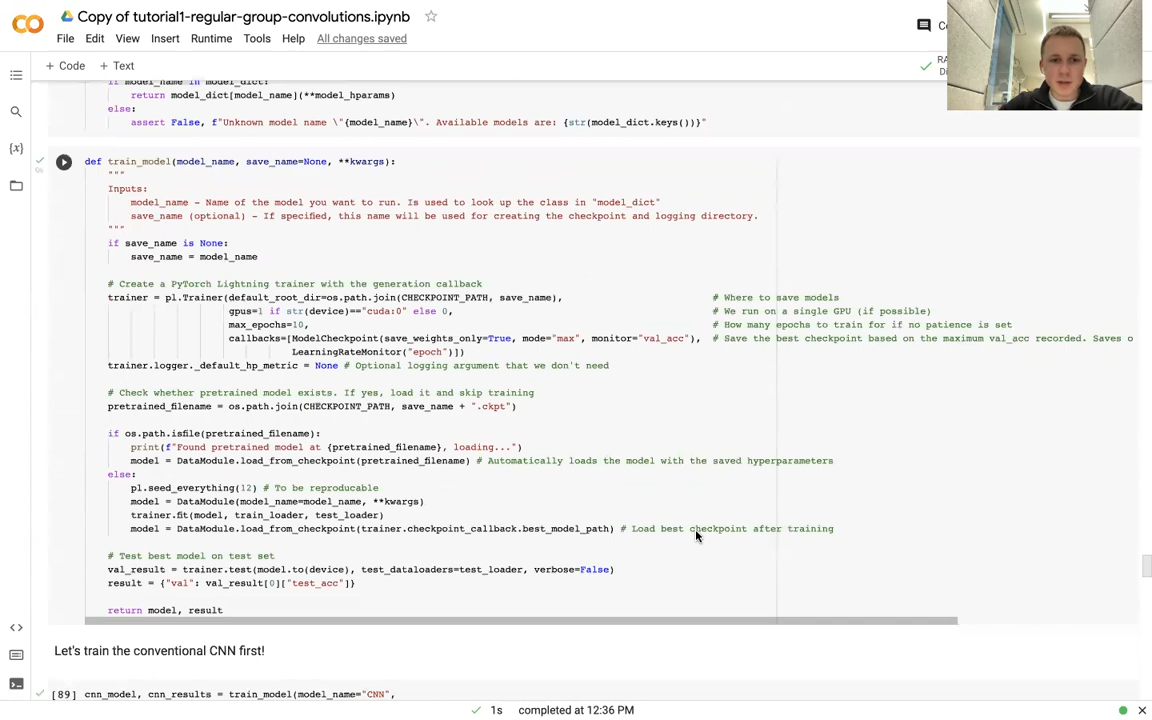 Copy of tutorial1-regular-group-convolutions.ipynb
File Edit View Insert Runtime Tools Help All changes saved
+ Code + Text
if model_name in model_dict:
return model_dict[model_name](**model_hparams)
else:
assert False, f"Unknown model name \"{model_name}\". Available models are: {str(model_dict.keys())}"
def train_model(model_name, save_name=None, **kwargs):
"""
Inputs:
model_name - Name of the model you want to run. Is used to look up the class in "model_dict"
save_name (optional) - If specified, this name will be used for creating the checkpoint and logging directory.
"""
if save_name is None:
save_name = model_name
# Create a PyTorch Lightning trainer with the generation callback
trainer = pl.Trainer(default_root_dir=os.path.join(CHECKPOINT_PATH, save_name), # Where to save models
gpus=1 if str(device)=="cuda:0" else 0, # We run on a single GPU (if possible)
max_epochs=10, # How many epochs to train for if no patience is set
callbacks=[ModelCheckpoint(save_weights_only=True, mode="max", monitor="val_acc"), # Save the best checkpoint based on the maximum val_acc recorded. Saves o
LearningRateMonitor("epoch")])
trainer.logger._default_hp_metric = None # Optional logging argument that we don't need
# Check whether pretrained model exists. If yes, load it and skip training
pretrained_filename = os.path.join(CHECKPOINT_PATH, save_name + ".ckpt")
if os.path.isfile(pretrained_filename):
print(f"Found pretrained model at {pretrained_filename}, loading...")
model = DataModule.load_from_checkpoint(pretrained_filename) # Automatically loads the model with the saved hyperparameters
else:
pl.seed_everything(12) # To be reproducable
model = DataModule(model_name=model_name, **kwargs)
trainer.fit(model, train_loader, test_loader)
model = DataModule.load_from_checkpoint(trainer.checkpoint_callback.best_model_path) # Load best checkpoint after training
# Test best model on test set
val_result = trainer.test(model.to(device), test_dataloaders=test_loader, verbose=False)
result = {"val": val_result[0]["test_acc"]}
return model, result
Let's train the conventional CNN first!
[89] cnn_model, cnn_results = train_model(model_name="CNN",
1s completed at 12:36 PM